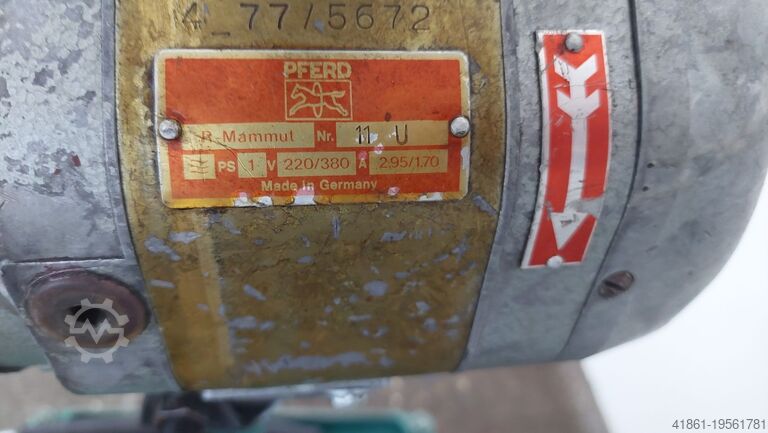 4_77/5672
PFERD
R-Mammut Nr. 11 U
PS 1 V 220/380 A 2,95/1.70
Made in Germany
41861-19561781